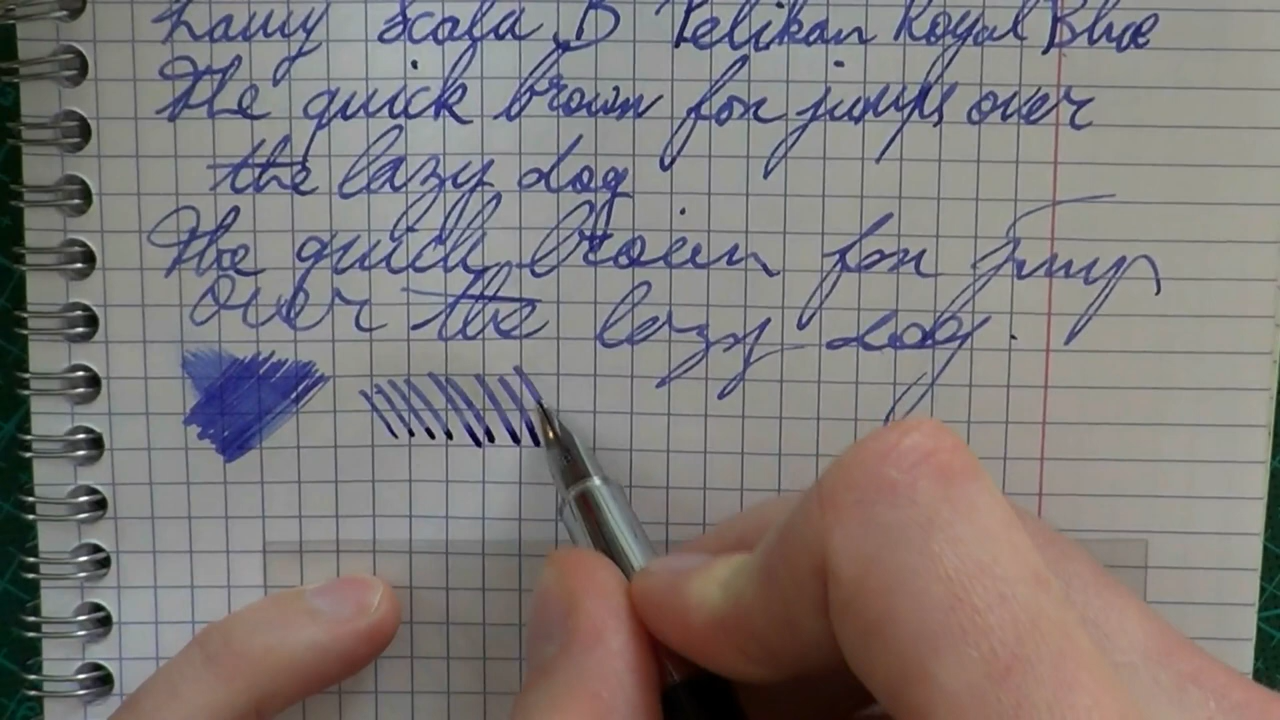 Lamy Scala B Pelikan Royal Blue
The quick brown fox jumps over
the lazy dog
The quick brown fox jump
over the lazy dog.